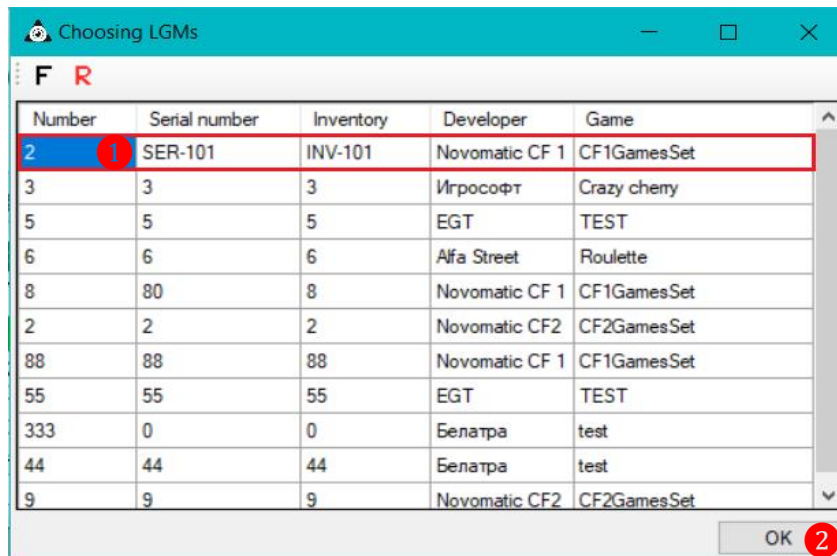 Choosing LGMs
F R
Number Serial number Inventory Developer Game
2 1 SER-101 INV-101 Novomatic CF 1 CF1GamesSet
3 3 3 Игрософт Crazy cherry
5 5 5 EGT TEST
6 6 6 Alfa Street Roulette
8 80 8 Novomatic CF 1 CF1GamesSet
2 2 2 Novomatic CF2 CF2GamesSet
88 88 88 Novomatic CF 1 CF1GamesSet
55 55 55 EGT TEST
333 0 0 Белатра test
44 44 44 Белатра test
9 9 9 Novomatic CF2 CF2GamesSet
OK 2